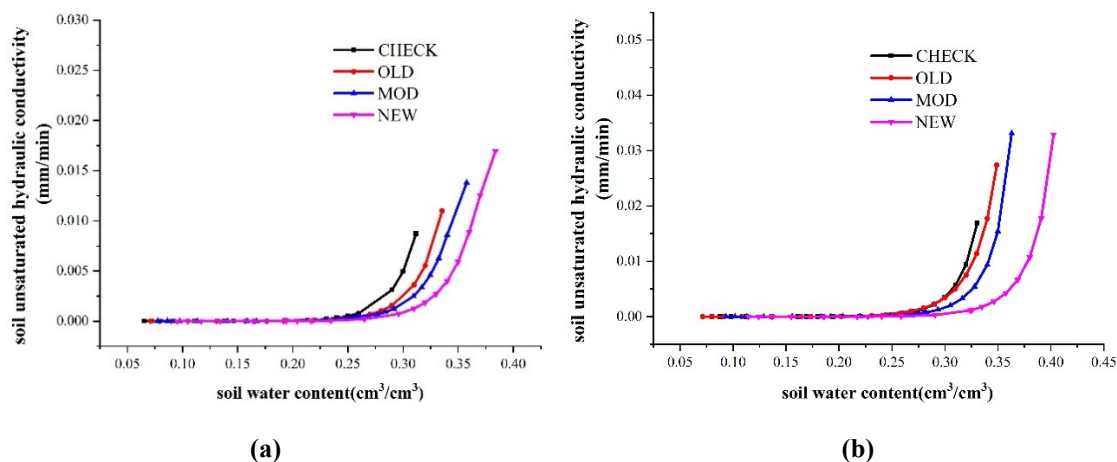 soil unsaturated hydraulic conductivity
(mm/min)
0.030
0.025
0.020
0.015
0.010
0.005
0.000
CHECK
OLD
MOD
NEW
0.05 0.10 0.15 0.20 0.25 0.30 0.35 0.40
soil water content(cm³/cm³)
(a)
soil unsaturated hydraulic conductivity
(mm/min)
0.05
0.04
0.03
0.02
0.01
0.00
CHECK
OLD
MOD
NEW
0.05 0.10 0.15 0.20 0.25 0.30 0.35 0.40 0.45
soil water content(cm³/cm³)
(b)